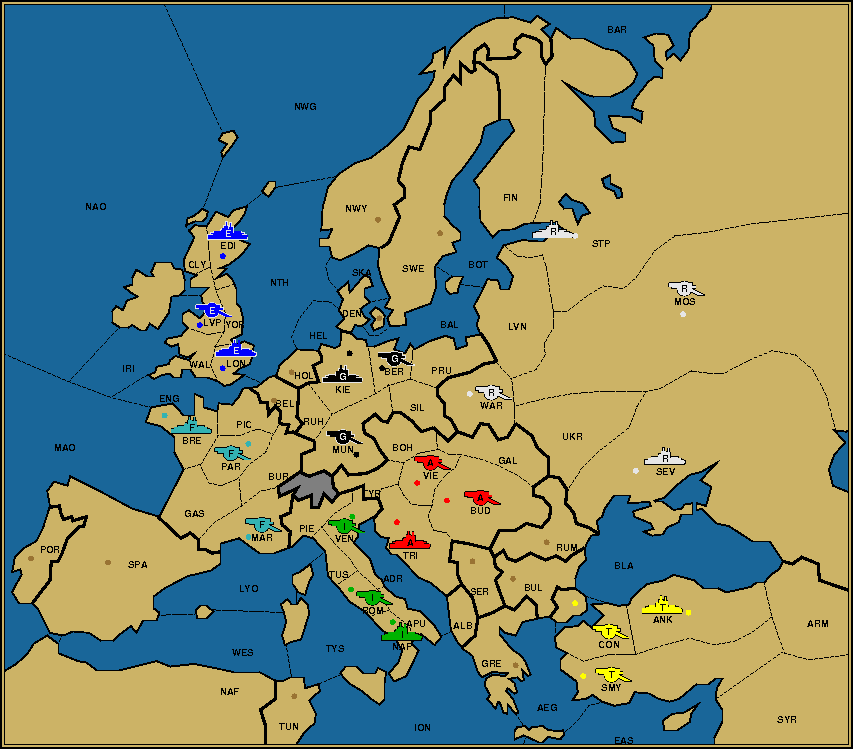 BAR
NWG
NAO
FIN
NWY
E
R
STP
EDI
CLY
SWE
BOT
SKA
NTH
R
MOS
E
LVP
YOR
DEN
LVN
BAL
HEL
E
LON
WAL
IRI
G
BER
PRU
HOL
G
KIE
R
WAR
ENG
BEL
SIL
F
BRE
PIC
RUH
G
MUN
UKR
MAO
BOH
F
PAR
A
VIE
GAL
R
SEV
BUR
TYR
A
BUD
GAS
F
MAR
PIE
I
VEN
A
TRI
RUM
POR
SPA
BLA
TUS
ADR
LYO
SER
BUL
I
ROM
T
ANK
APU
ALB
ARM
I
NAP
T
CON
WES
TYS
GRE
T
SMY
NAF
AEG
SYR
TUN
ION
EAS